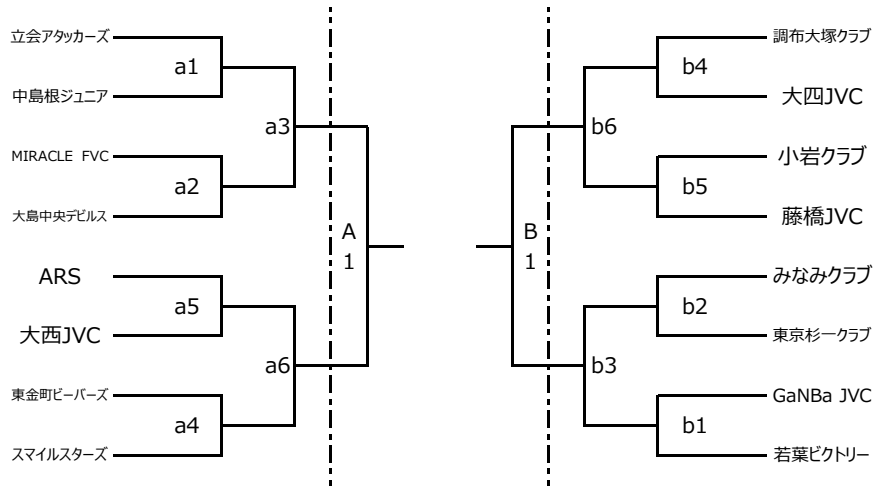 立会アタッカーズ
a1
中島根ジュニア
a3
MIRACLE FVC
a2
大島中央デビルス
A
1
ARS
a5
大西JVC
a6
東金町ビーバーズ
a4
スマイルスターズ
調布大塚クラブ
b4
大四JVC
b6
小岩クラブ
b5
藤橋JVC
B
1
みなみクラブ
b2
東京杉一クラブ
b3
GaNBa JVC
b1
若葉ビクトリー